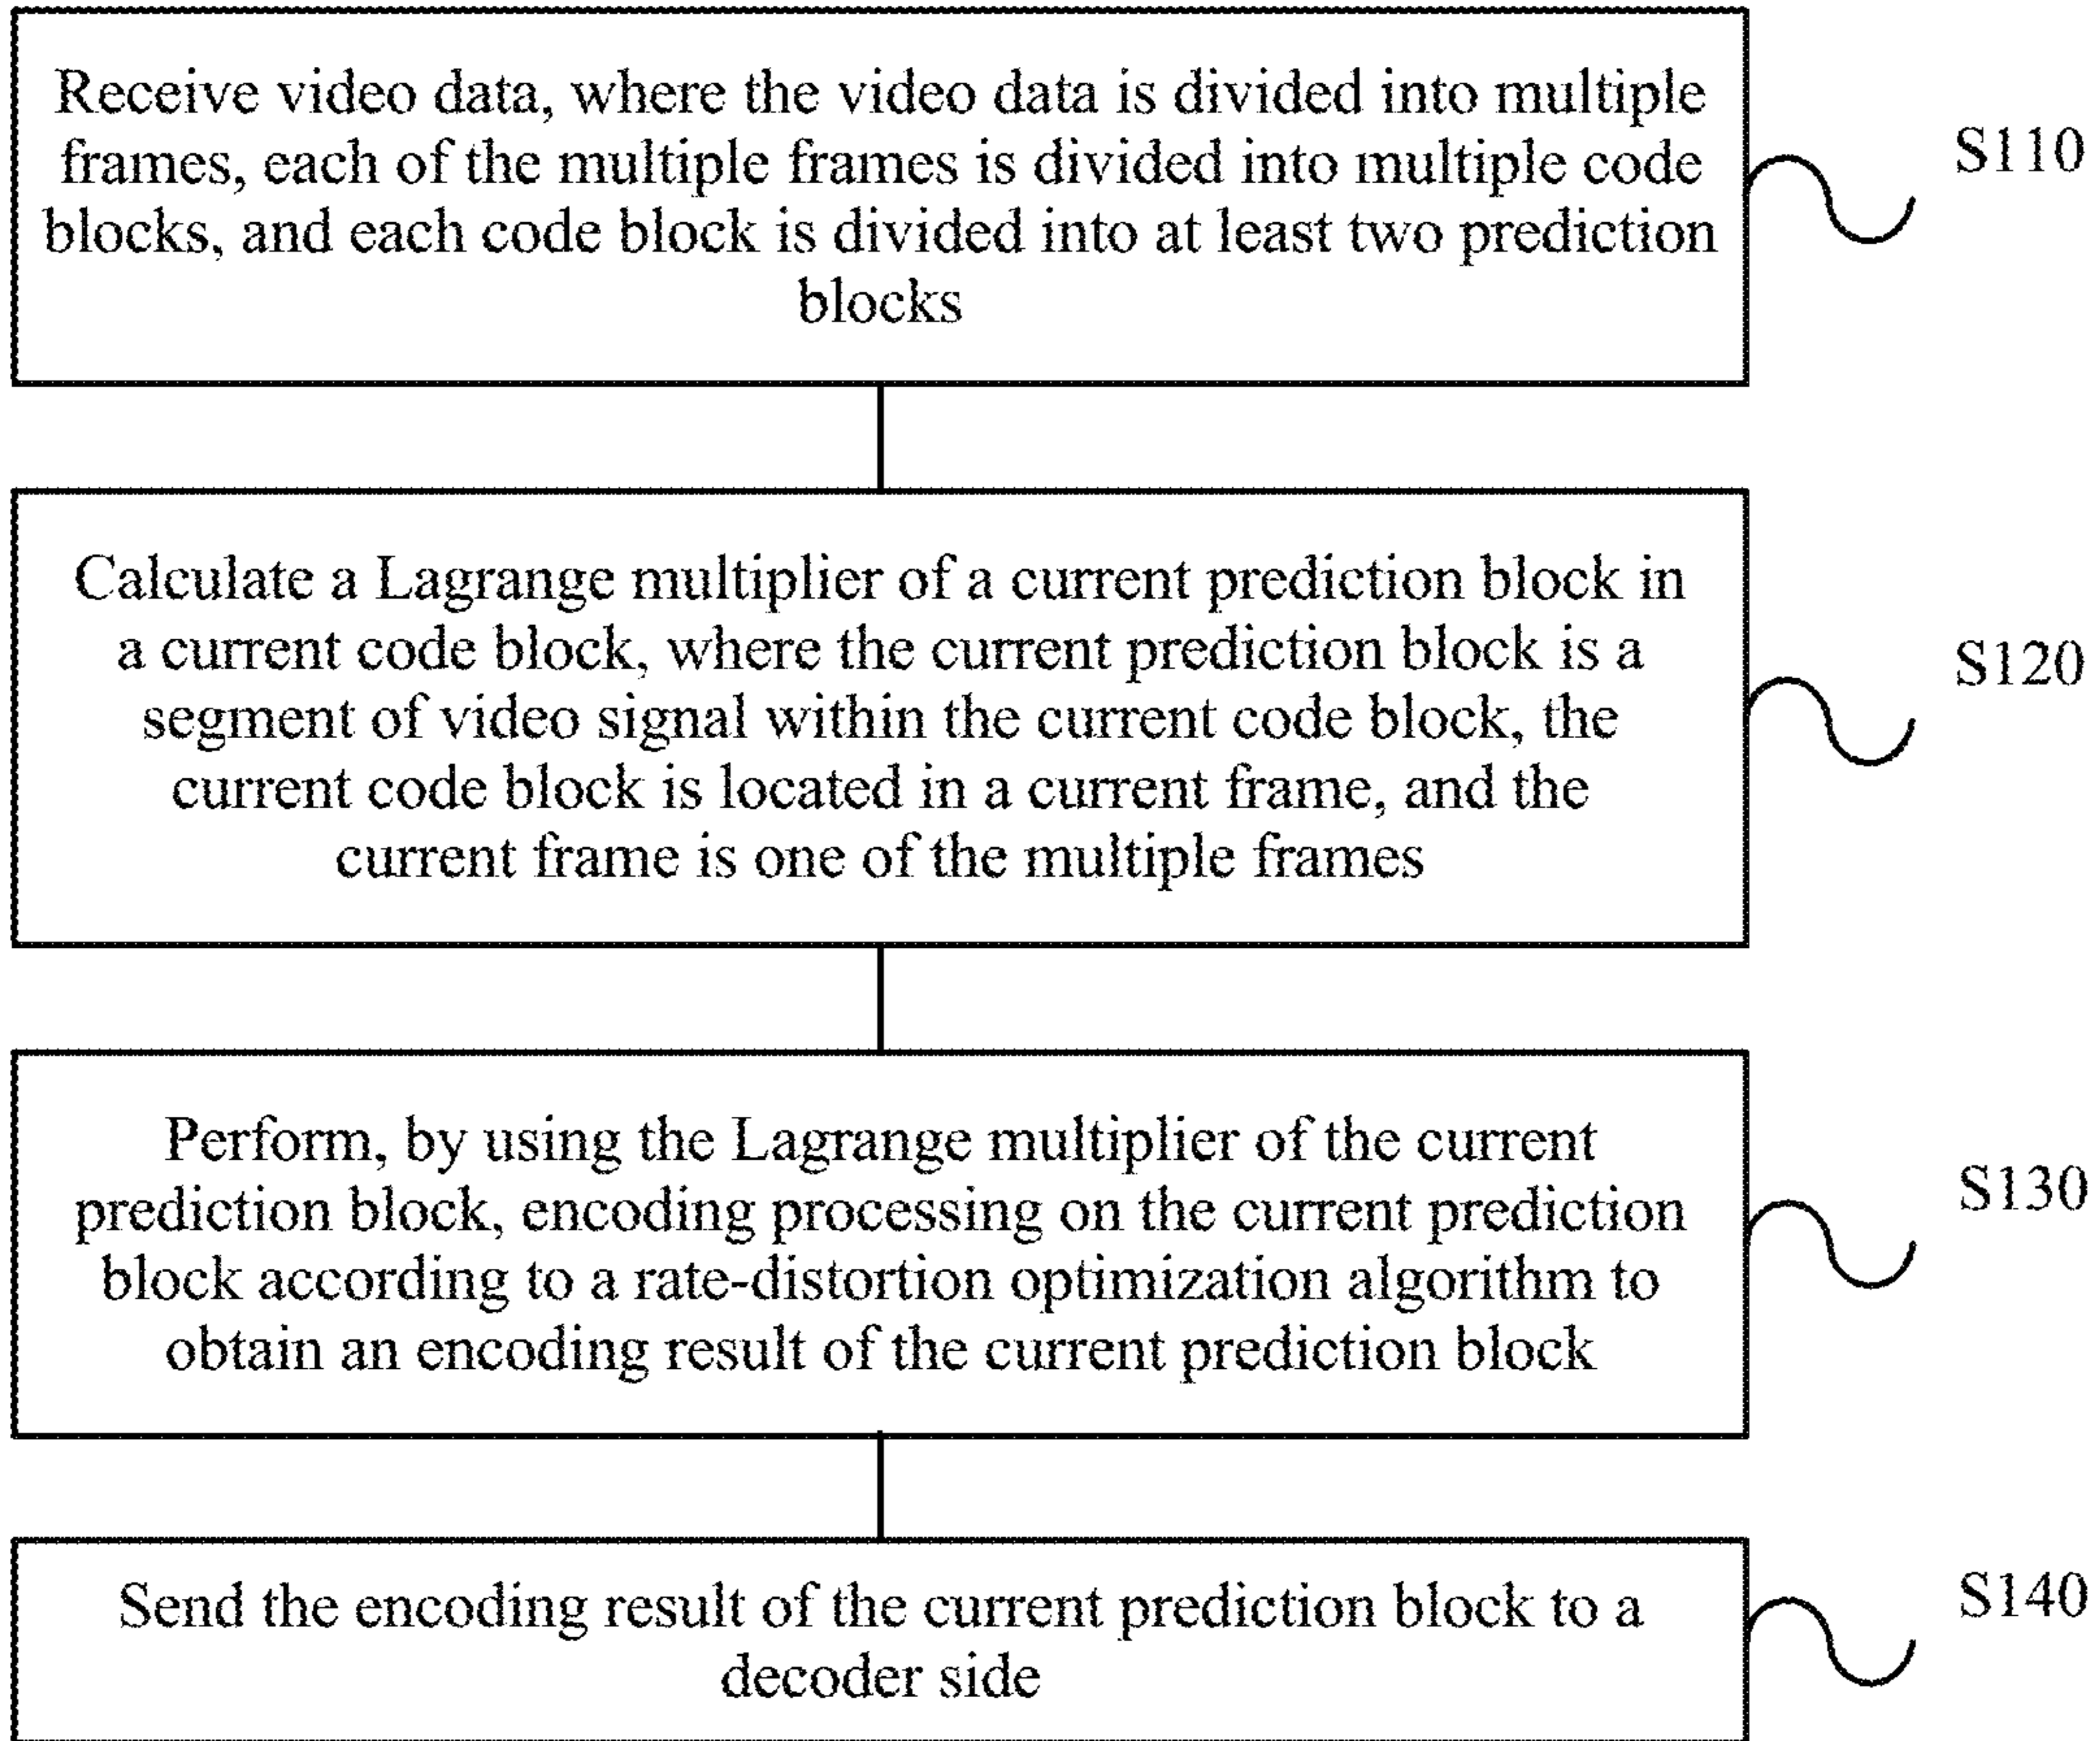 Receive video data, where the video data is divided into multiple
frames, each of the multiple frames is divided into multiple code
blocks, and each code block is divided into at least two prediction
blocks
S110
Calculate a Lagrange multiplier of a current prediction block in
a current code block, where the current prediction block is a
segment of video signal within the current code block, the
current code block is located in a current frame, and the
current frame is one of the multiple frames
S120
Perform, by using the Lagrange multiplier of the current
prediction block, encoding processing on the current prediction
block according to a rate-distortion optimization algorithm to
obtain an encoding result of the current prediction block
S130
Send the encoding result of the current prediction block to a
decoder side
S140